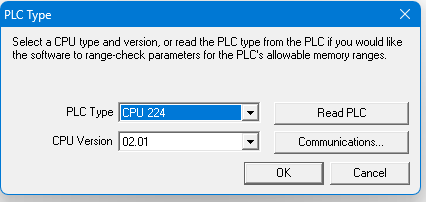 PLC Type
Select a CPU type and version, or read the PLC type from the PLC if you would like
the software to range-check parameters for the PLC's allowable memory ranges.
PLC Type CPU 224 Read PLC
CPU Version 02.01 Communications...
OK Cancel